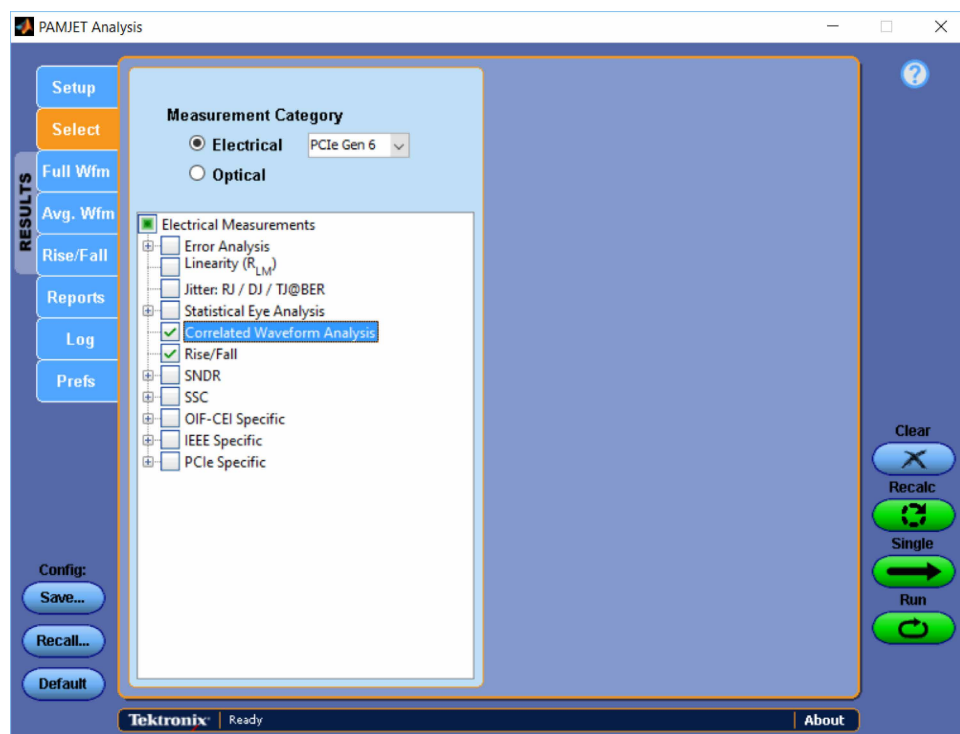 PAMJET Analysis
Setup
Select
Full Wfm
Avg. Wfm
Rise/Fall
Reports
Log
Prefs
RESULTS
Measurement Category
Electrical
PCIe Gen 6
Optical
Electrical Measurements
Error Analysis
Linearity (RLM)
Jitter: RJ / DJ / TJ@BER
Statistical Eye Analysis
Correlated Waveform Analysis
Rise/Fall
SNDR
SSC
OIF-CEI Specific
IEEE Specific
PCIe Specific
Clear
Recalc
Single
Run
Config:
Save...
Recall...
Default
Tektronix
Ready
About